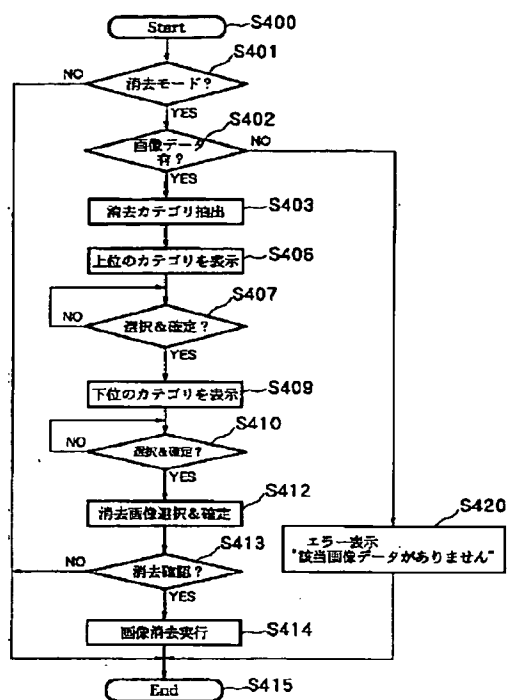 Start
S400
S401
NO
消去モード？
YES
S402
画像データ
有？
NO
YES
消去カテゴリ抽出
S403
上位のカテゴリを表示
S406
S407
選択＆確定？
NO
YES
下位のカテゴリを表示
S409
S410
選択&確定？
NO
YES
S412
消去画像選択＆確定
S413
消去確認？
NO
YES
S420
エラー表示
"該当画像データがありません"
画像消去実行
S414
End
S415